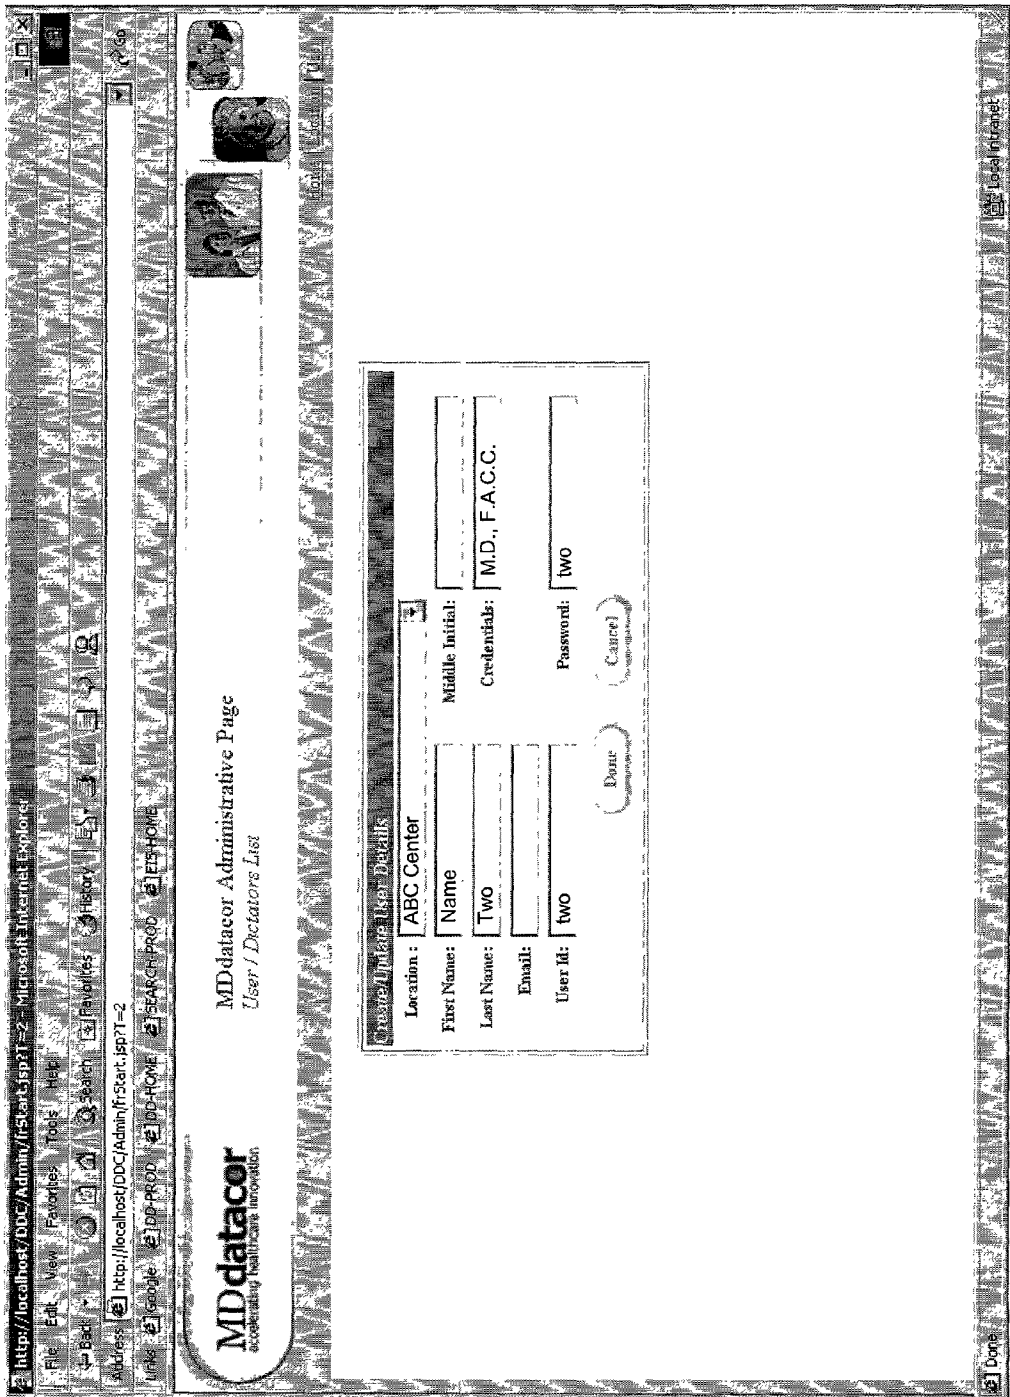 http://localhost/DDC/Admin/frStart.jsp?T=2 - Microsoft Internet Explorer
File Edit View Favorites Tools Help
Back Search Favorites History
Address http://localhost/DDC/Admin/frStart.jsp?T=2 Go
Links Google DD-PROD DD-HOME SEARCH-PROD EIS-HOME
MDdatacor
accelerating healthcare innovation
MDdatacor Administrative Page
User / Dictators List
Home Location User
Create/Update User Details
Location : ABC Center
First Name: Name Middle Initial:
Last Name: Two Credentials: M.D., F.A.C.C.
Email:
User Id: two Password: two
Done Cancel
Done Local intranet